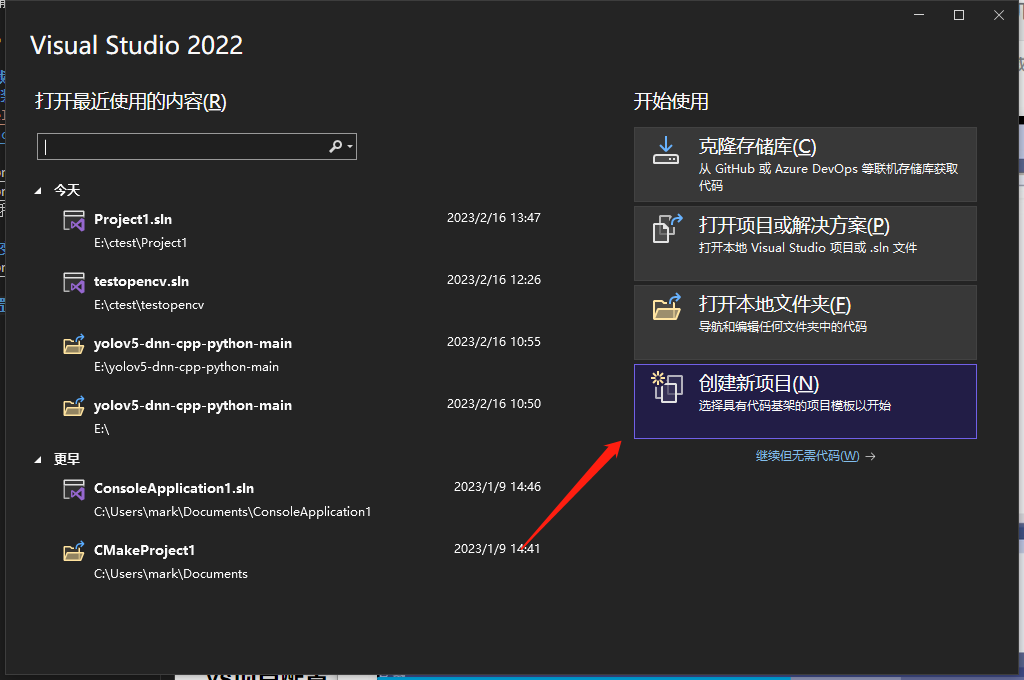 Visual Studio 2022
打开最近使用的内容(R)
今天
Project1.sln
2023/2/16 13:47
E:\ctest\Project1
testopencv.sln
2023/2/16 12:26
E:\ctest\testopencv
yolov5-dnn-cpp-python-main
2023/2/16 10:55
E:\yolov5-dnn-cpp-python-main
yolov5-dnn-cpp-python-main
2023/2/16 10:50
E:\
更早
ConsoleApplication1.sln
2023/1/9 14:46
C:\Users\mark\Documents\ConsoleApplication1
CMakeProject1
2023/1/9 14:41
C:\Users\mark\Documents
开始使用
克隆存储库(C)
从 GitHub 或 Azure DevOps 等联机存储库获取
代码
打开项目或解决方案(P)
打开本地 Visual Studio 项目或 .sln 文件
打开本地文件夹(F)
导航和编辑任何文件夹中的代码
创建新项目(N)
选择具有代码基架的项目模板以开始
继续但无需代码(W) →